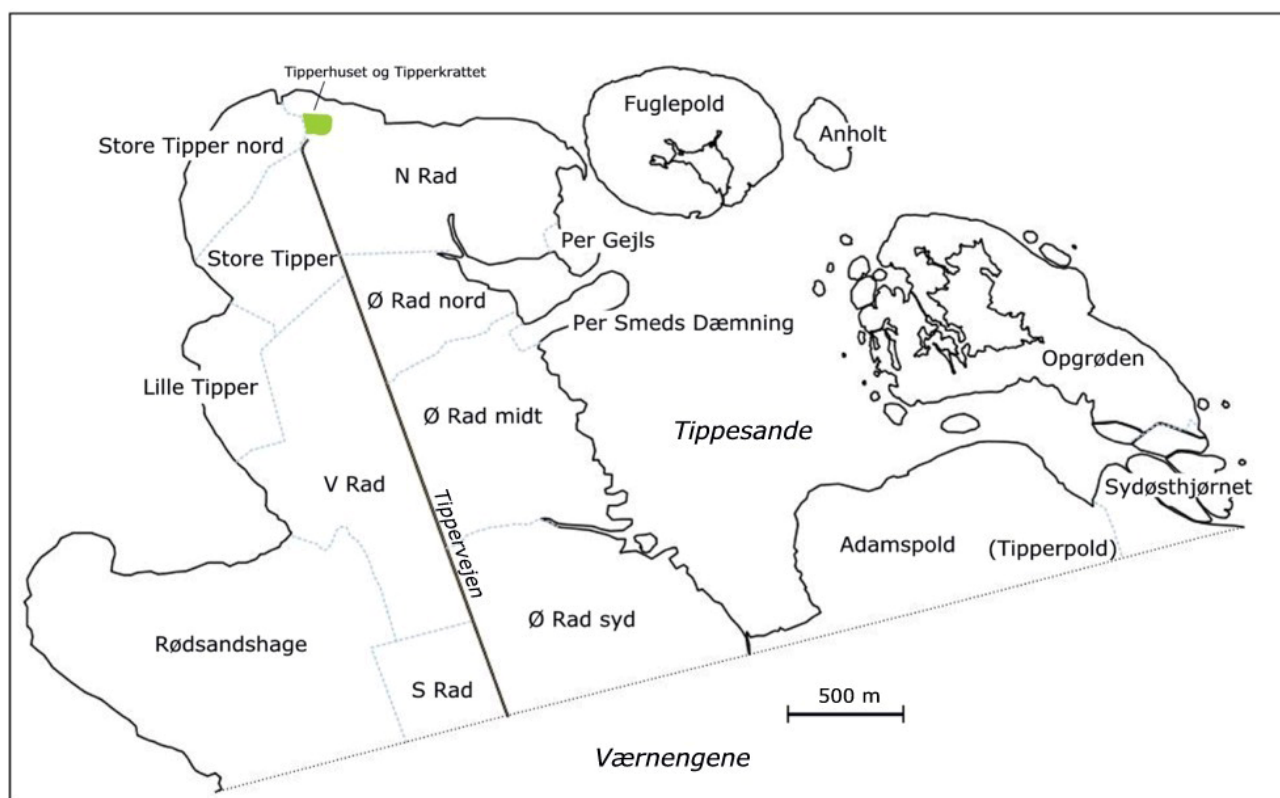 Tipperhuset og Tipperkrattet
Fuglepold
Anholt
Store Tipper nord
N Rad
Per Gejls
Store Tipper
Ø Rad nord
Per Smeds Dæmning
Opgrøden
Lille Tipper
Ø Rad midt
Tippesande
V Rad
Sydøsthjørnet
Tippervejen
Adamspold
(Tipperpold)
Ø Rad syd
Rødsandshage
S Rad
500 m
Værnengene